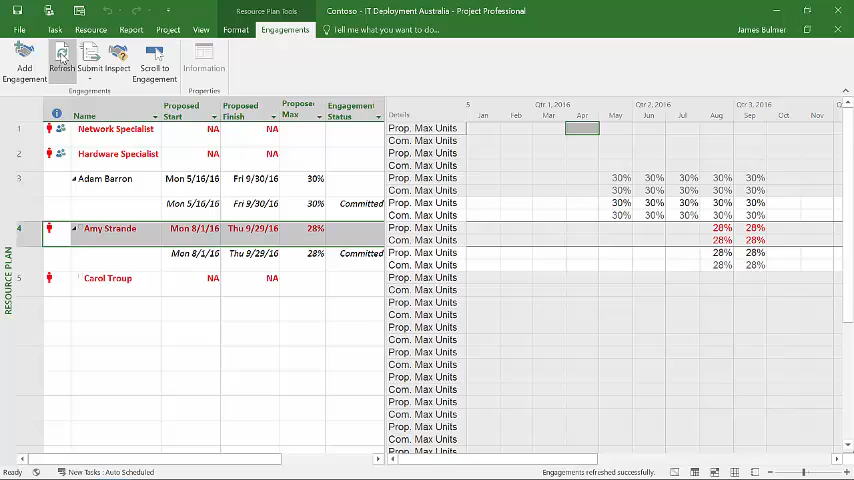 Resource Plan Tools
Contoso - IT Deployment Australia - Project Professional
File
Task
Resource
Report
Project
View
Format
Engagements
Tell me what you want to do...
James Bulmer
Add Engagement
Refresh
Submit
Inspect
Scroll to Engagement
Information
Engagements
Properties
Name
Proposed Start
Proposed Finish
Propose Max
Engagement Status
Details
5
Qtr 1, 2016
Qtr 2, 2016
Qtr 3, 2016
Jan Feb Mar Apr May Jun Jul Aug Sep Oct Nov
1 Network Specialist NA NA Prop. Max Units
Com. Max Units
2 Hardware Specialist NA NA Prop. Max Units
Com. Max Units
3 Adam Barron Mon 5/16/16 Fri 9/30/16 30% Prop. Max Units 30% 30% 30% 30% 30%
Com. Max Units 30% 30% 30% 30% 30%
Mon 5/16/16 Fri 9/30/16 30% Committed Prop. Max Units 30% 30% 30% 30% 30%
Com. Max Units 30% 30% 30% 30% 30%
4 Amy Strande Mon 8/1/16 Thu 9/29/16 28% Prop. Max Units 28% 28%
Com. Max Units 28% 28%
Mon 8/1/16 Thu 9/29/16 28% Committed Prop. Max Units 28% 28%
Com. Max Units 28% 28%
5 Carol Troup NA NA Prop. Max Units
Com. Max Units
Prop. Max Units
Com. Max Units
Prop. Max Units
Com. Max Units
Prop. Max Units
Com. Max Units
Prop. Max Units
Com. Max Units
Prop. Max Units
Com. Max Units
Prop. Max Units
Com. Max Units
Prop. Max Units
Com. Max Units
RESOURCE PLAN
Ready
New Tasks : Auto Scheduled
Engagements refreshed successfully.